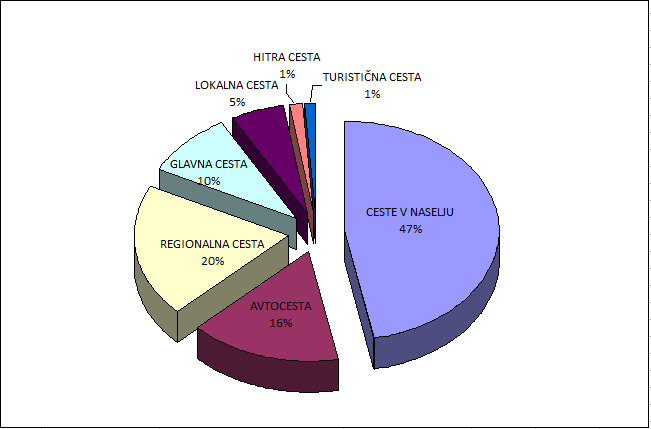 HITRA CESTA
1%
TURISTIČNA CESTA
1%
LOKALNA CESTA
5%
GLAVNA CESTA
10%
CESTE V NASELJU
47%
REGIONALNA CESTA
20%
AVTOCESTA
16%